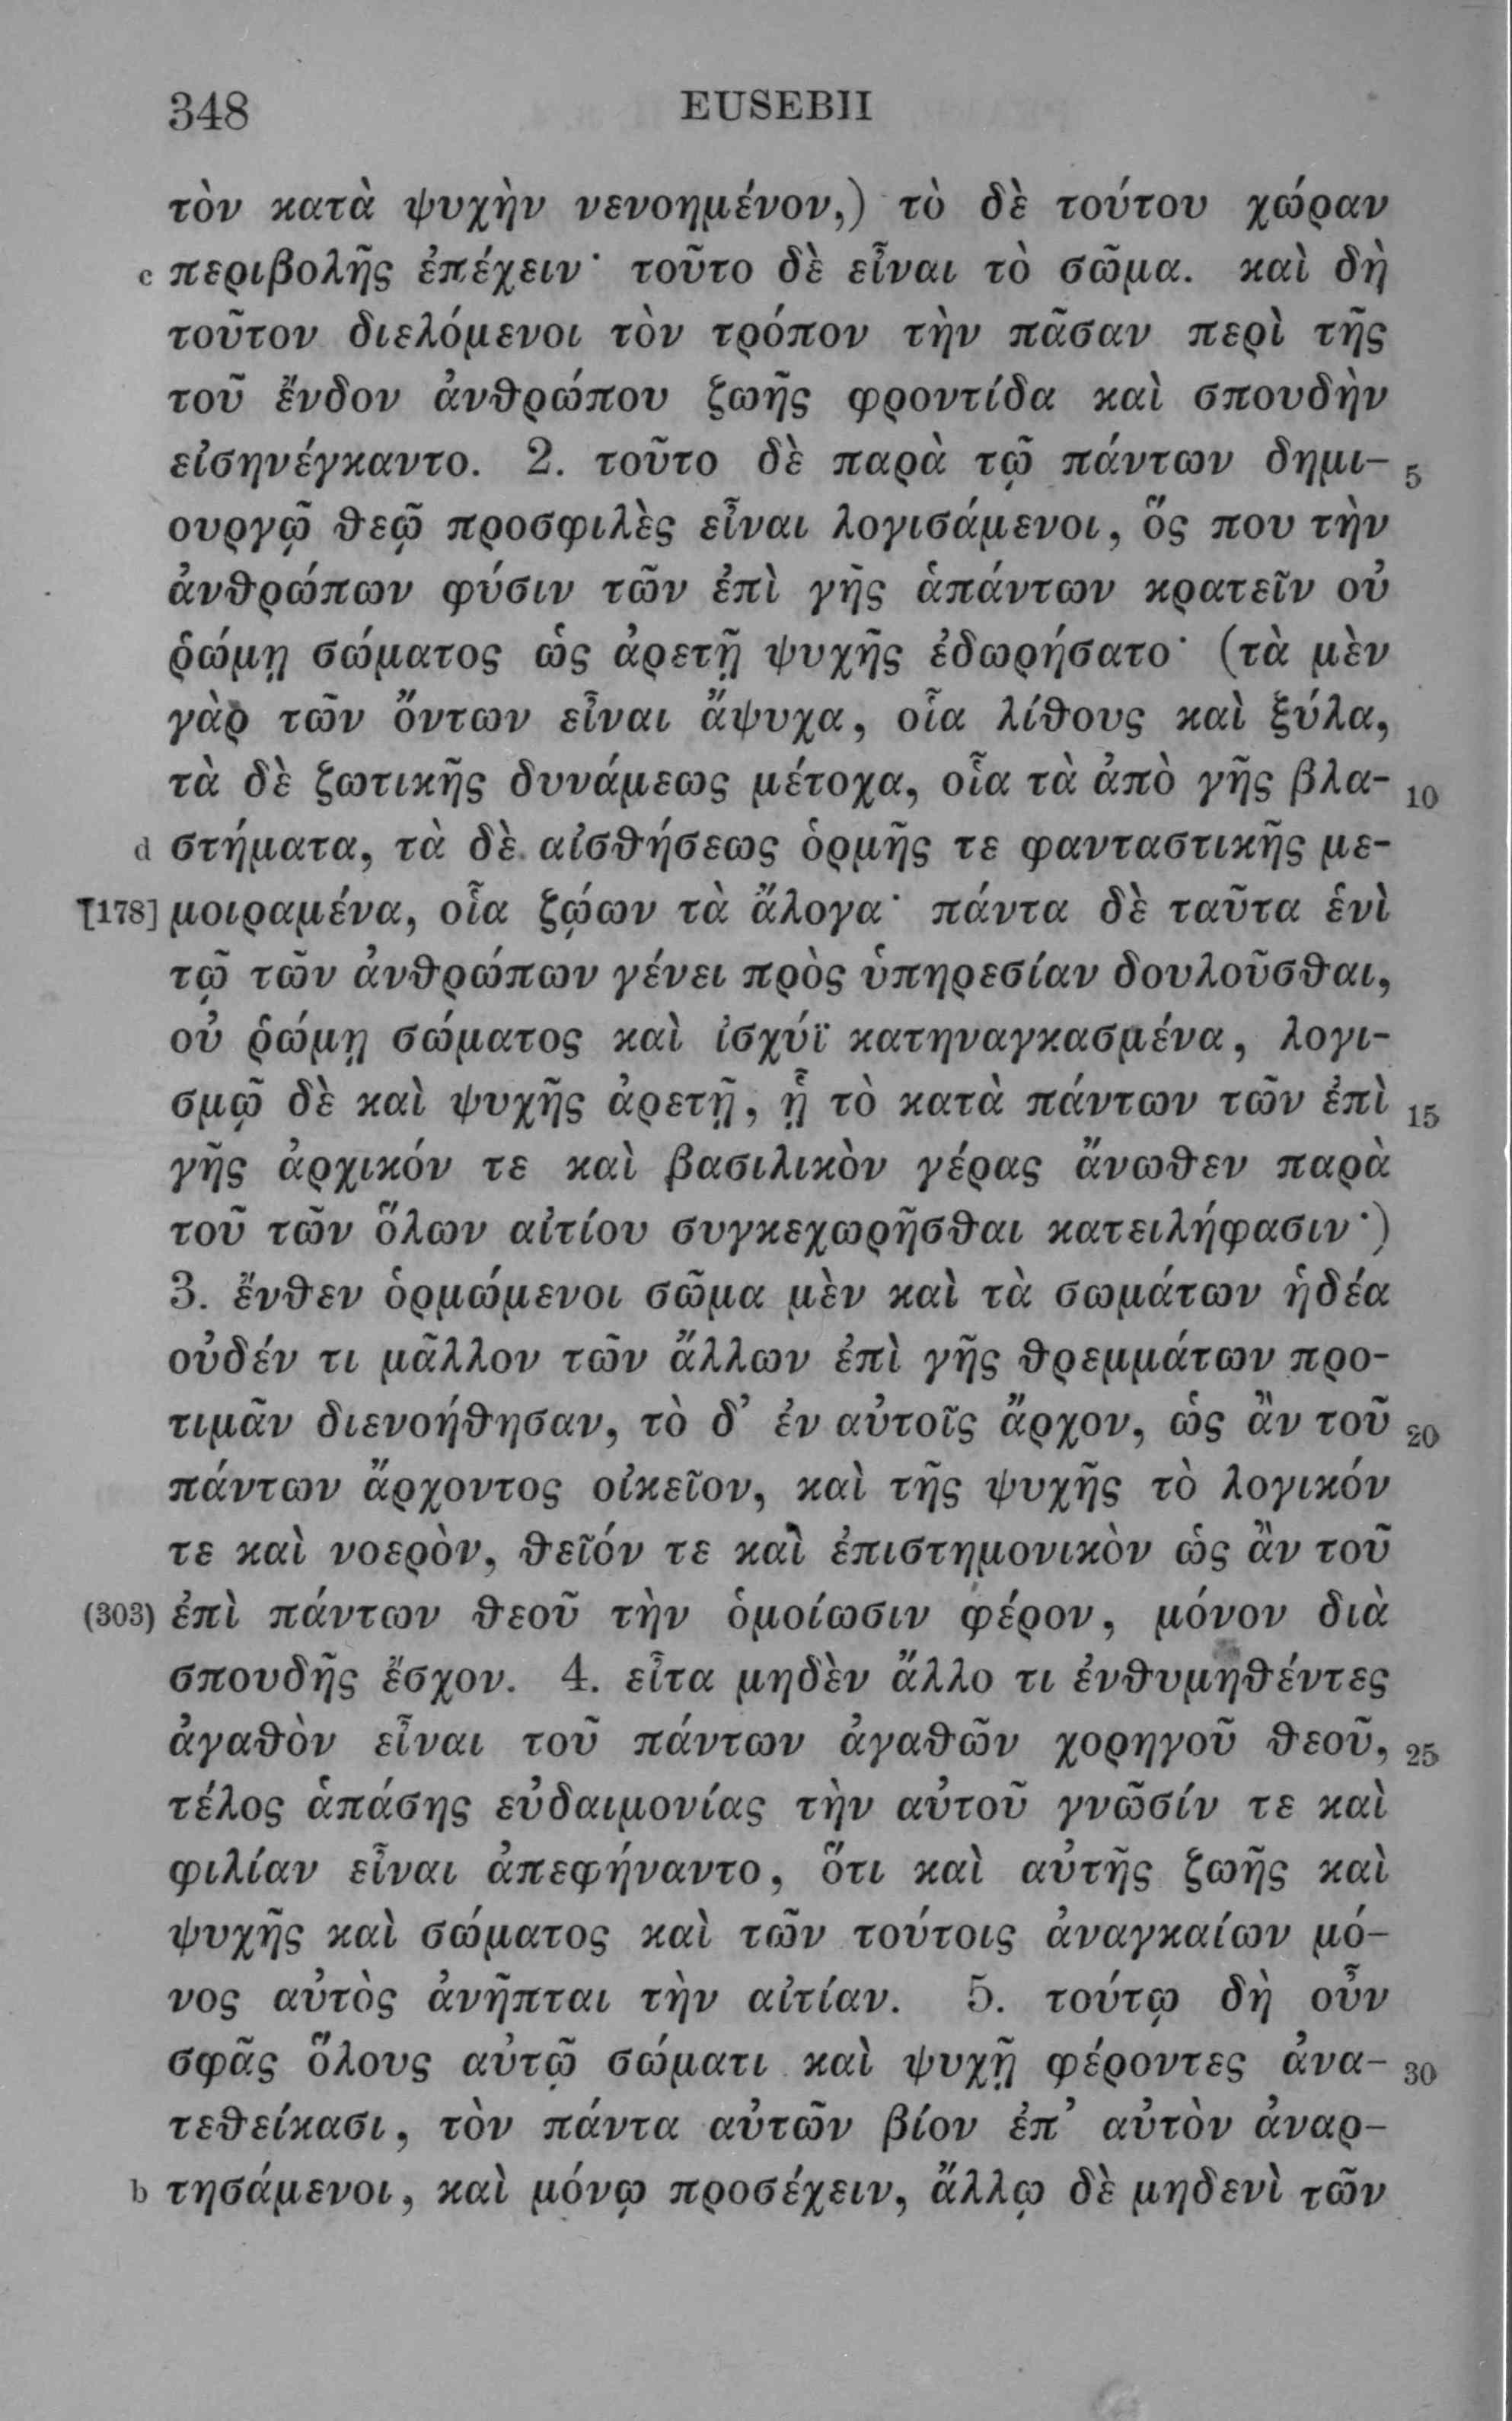 348 EUSEBII
τὸν κατὰ ψυχὴν νενοημένον,) τὸ δὲ τούτου χώραν
c περιβολῆς ἐπέχειν· τοῦτο δὲ εἶναι τὸ σῶμα. καὶ δὴ
τοῦτον διελόμενοι τὸν τρόπον τὴν πᾶσαν περὶ τῆς
τοῦ ἔνδον ἀνθρώπου ζωῆς φροντίδα καὶ σπουδὴν
εἰσηνέγκαντο. 2. τοῦτο δὲ παρὰ τῷ πάντων δημι- 5
ουργῷ θεῷ προσφιλὲς εἶναι λογισάμενοι, ὅς που τὴν
ἀνθρώπων φύσιν τῶν ἐπὶ γῆς ἁπάντων κρατεῖν οὐ
ῥώμῃ σώματος ὡς ἀρετῇ ψυχῆς ἐδωρήσατο· (τὰ μὲν
γὰρ τῶν ὄντων εἶναι ἄψυχα, οἷα λίθους καὶ ξύλα,
τὰ δὲ ζωτικῆς δυνάμεως μέτοχα, οἷα τὰ ἀπὸ γῆς βλα- 10
d στήματα, τὰ δὲ αἰσθήσεως ὁρμῆς τε φανταστικῆς με-
[178] μοιραμένα, οἷα ζῴων τὰ ἄλογα· πάντα δὲ ταῦτα ἑνὶ
τῷ τῶν ἀνθρώπων γένει πρὸς ὑπηρεσίαν δουλοῦσθαι,
οὐ ῥώμῃ σώματος καὶ ἰσχύϊ κατηναγκασμένα, λογι-
σμῷ δὲ καὶ ψυχῆς ἀρετῇ, ᾗ τὸ κατὰ πάντων τῶν ἐπὶ 15
γῆς ἀρχικόν τε καὶ βασιλικὸν γέρας ἄνωθεν παρὰ
τοῦ τῶν ὅλων αἰτίου συγκεχωρῆσθαι κατειλήφασιν·)
3. ἔνθεν ὁρμώμενοι σῶμα μὲν καὶ τὰ σωμάτων ἡδέα
οὐδέν τι μᾶλλον τῶν ἄλλων ἐπὶ γῆς θρεμμάτων προ-
τιμᾶν διενοήθησαν, τὸ δ’ ἐν αὐτοῖς ἄρχον, ὡς ἂν τοῦ 20
πάντων ἄρχοντος οἰκεῖον, καὶ τῆς ψυχῆς τὸ λογικόν
τε καὶ νοερὸν, θεῖόν τε καὶ ἐπιστημονικὸν ὡς ἂν τοῦ
(303) ἐπὶ πάντων θεοῦ τὴν ὁμοίωσιν φέρον, μόνον διὰ
σπουδῆς ἔσχον. 4. εἶτα μηδὲν ἄλλο τι ἐνθυμηθέντες
ἀγαθὸν εἶναι τοῦ πάντων ἀγαθῶν χορηγοῦ θεοῦ, 25
τέλος ἁπάσης εὐδαιμονίας τὴν αὐτοῦ γνῶσίν τε καὶ
φιλίαν εἶναι ἀπεφήναντο, ὅτι καὶ αὐτῆς ζωῆς καὶ
ψυχῆς καὶ σώματος καὶ τῶν τούτοις ἀναγκαίων μό-
νος αὐτὸς ἀνῆπται τὴν αἰτίαν. 5. τούτῳ δὴ οὖν
σφᾶς ὅλους αὐτῷ σώματι καὶ ψυχῇ φέροντες ἀνα- 30
τεθείκασι, τὸν πάντα αὐτῶν βίον ἐπ’ αὐτὸν ἀναρ-
b τησάμενοι, καὶ μόνῳ προσέχειν, ἄλλῳ δὲ μηδενὶ τῶν